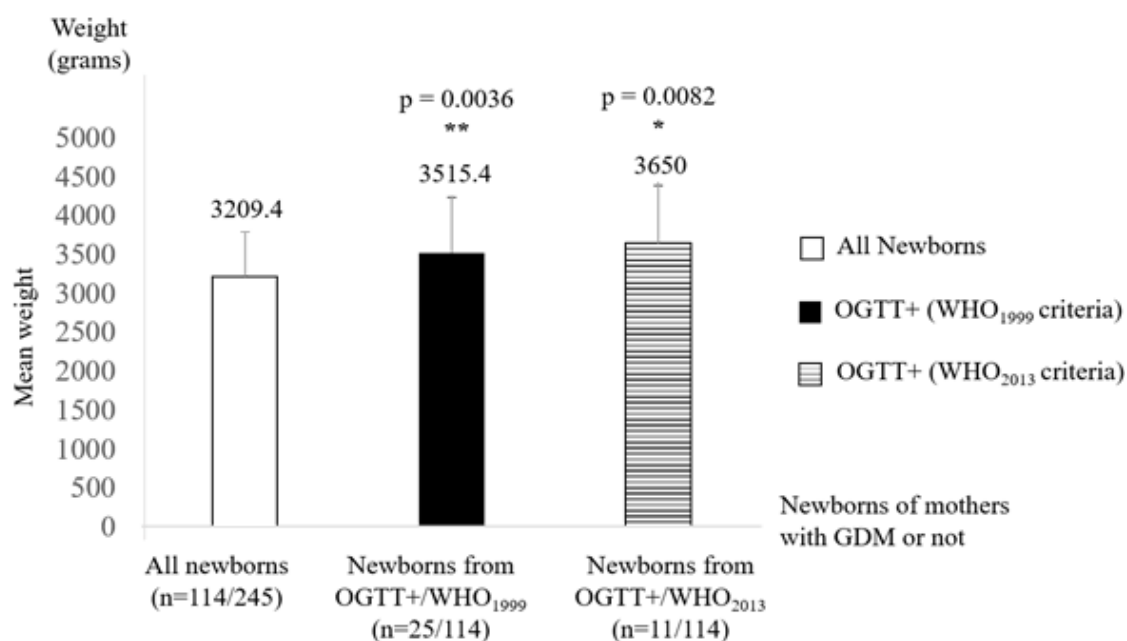 Weight
(grams)
p = 0.0036
p = 0.0082
**
*
3209.4
3515.4
3650
5000
4500
4000
3500
3000
2500
2000
1500
1000
500
0
Mean weight
All Newborns
OGTT+ (WHO1999 criteria)
OGTT+ (WHO2013 criteria)
Newborns of mothers
with GDM or not
All newborns
(n=114/245)
Newborns from
OGTT+/WHO1999
(n=25/114)
Newborns from
OGTT+/WHO2013
(n=11/114)